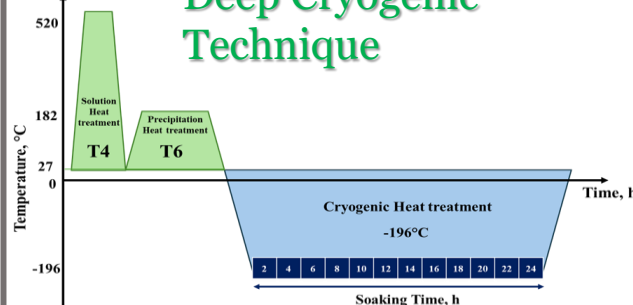 Deep Cryogenic
Technique
520
Solution
Heat
treatment
T4
182
Precipitation
Heat treatment
T6
27
0
Temperature, °C
Time, h
Cryogenic Heat treatment
-196°C
-196
2 4 6 8 10 12 14 16 18 20 22 24
Soaking Time, h